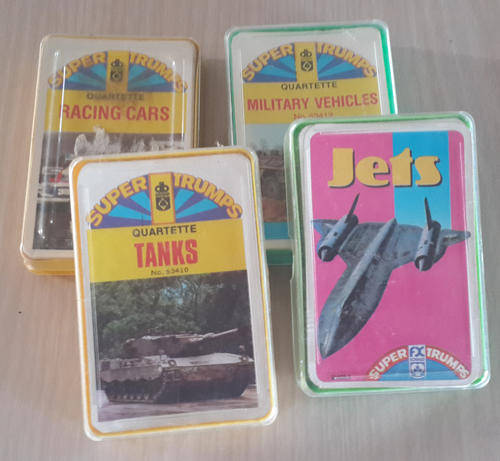 SUPER TRUMPS
QUARTETTE
RACING CARS
SUPER TRUMPS
QUARTETTE
MILITARY VEHICLES
SUPER TRUMPS
QUARTETTE
TANKS
No. 53410
Jets
SUPER FX TRUMPS